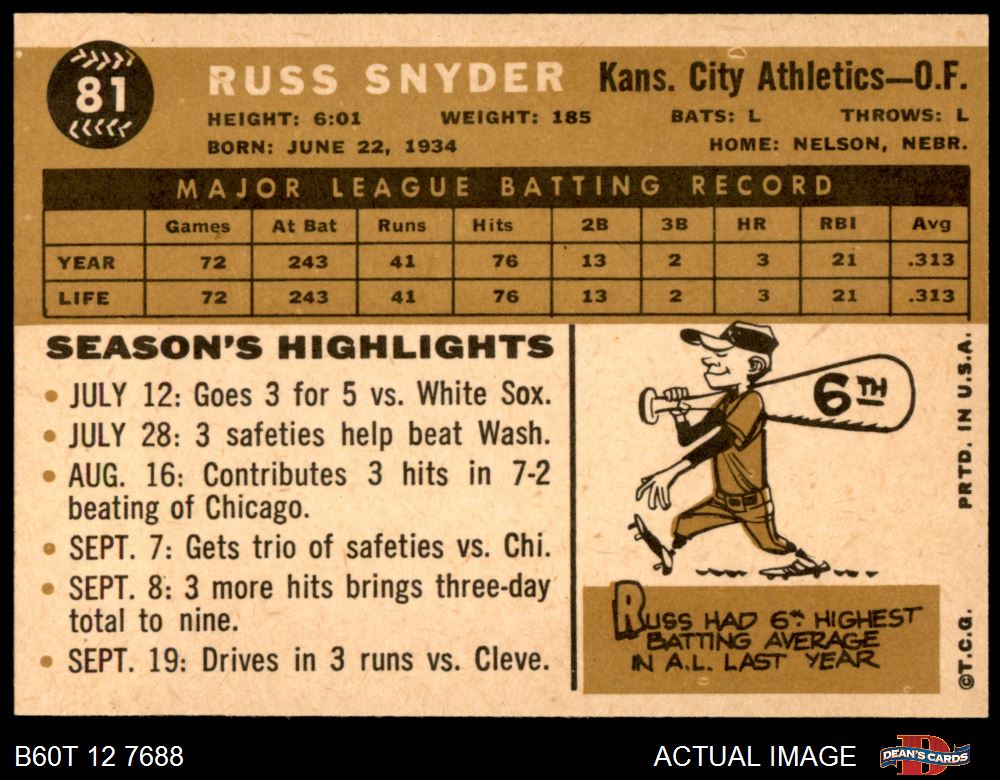 81
RUSS SNYDER Kans. City Athletics—O.F.
HEIGHT: 6:01 WEIGHT: 185 BATS: L THROWS: L
BORN: JUNE 22, 1934 HOME: NELSON, NEBR.
MAJOR LEAGUE BATTING RECORD
Games At Bat Runs Hits 2B 3B HR RBI Avg
YEAR 72 243 41 76 13 2 3 21 .313
LIFE 72 243 41 76 13 2 3 21 .313
SEASON'S HIGHLIGHTS
• JULY 12: Goes 3 for 5 vs. White Sox.
• JULY 28: 3 safeties help beat Wash.
• AUG. 16: Contributes 3 hits in 7-2
beating of Chicago.
• SEPT. 7: Gets trio of safeties vs. Chi.
• SEPT. 8: 3 more hits brings three-day
total to nine.
• SEPT. 19: Drives in 3 runs vs. Cleve.
6TH
RUSS HAD 6TH HIGHEST
BATTING AVERAGE
IN A.L. LAST YEAR
©T.C.G. PRTD. IN U.S.A.
B60T 12 7688 ACTUAL IMAGE DEAN'S CARDS